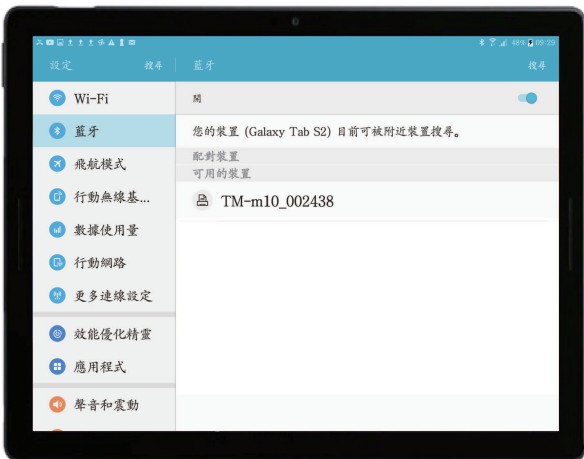 48% 09:29
設定 搜尋 藍牙 搜尋
Wi-Fi
藍牙
飛航模式
行動無線基...
數據使用量
行動網路
更多連線設定
效能優化精靈
應用程式
聲音和震動
開
您的裝置 (Galaxy Tab S2) 目前可被附近裝置搜尋。
配對裝置
可用的裝置
TM-m10_002438